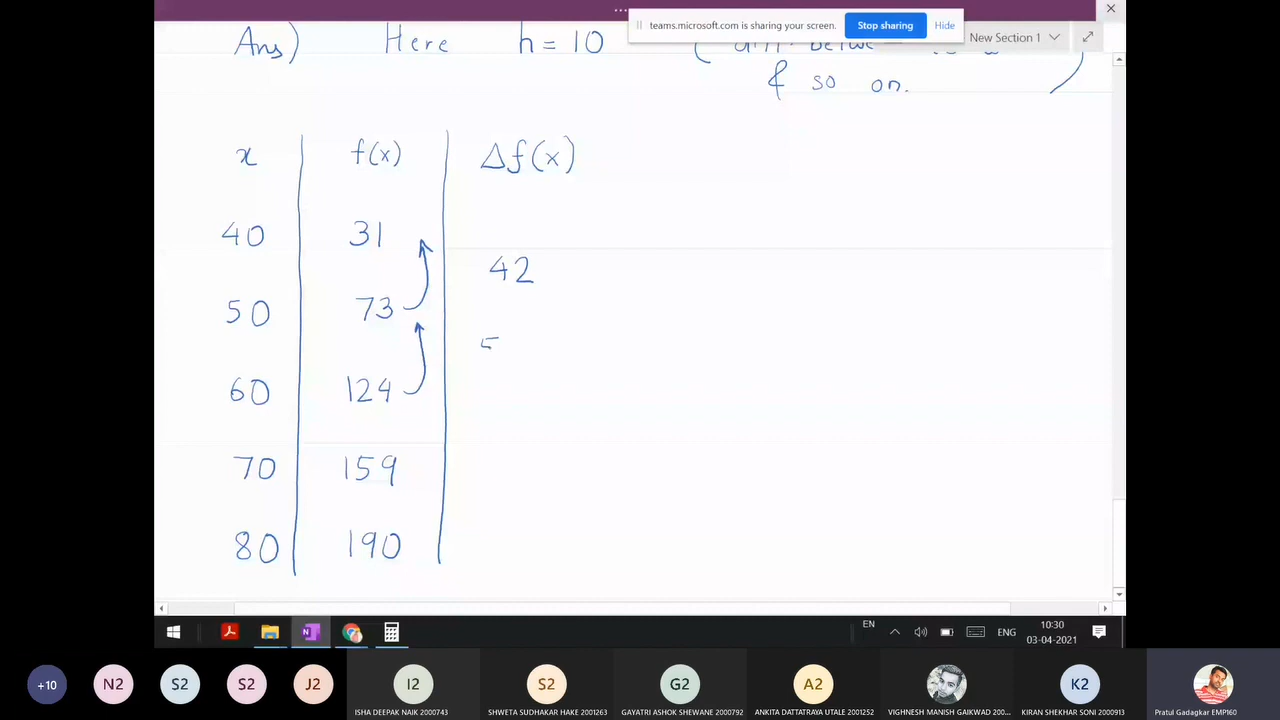 teams.microsoft.com is sharing your screen. Stop sharing Hide
Ans) Here h = 10
New Section 1
& so on.
x f(x) Δf(x)
40 31
42
50 73
5
60 124
70 159
80 190
EN ENG 10:30
03-04-2021
+10 N2 S2 S2 J2 I2 S2 G2 A2 K2
ISHA DEEPAK NAIK 2000743 SHWETA SUDHAKAR HAKE 2001263 GAYATRI ASHOK SHEWANE 2000792 ANKITA DATTATRAYA UTALE 2001252 VIGHNESH MANISH GAIKWAD 200... KIRAN SHEKHAR SONI 2000913 Pratul Gadagkar EMP160